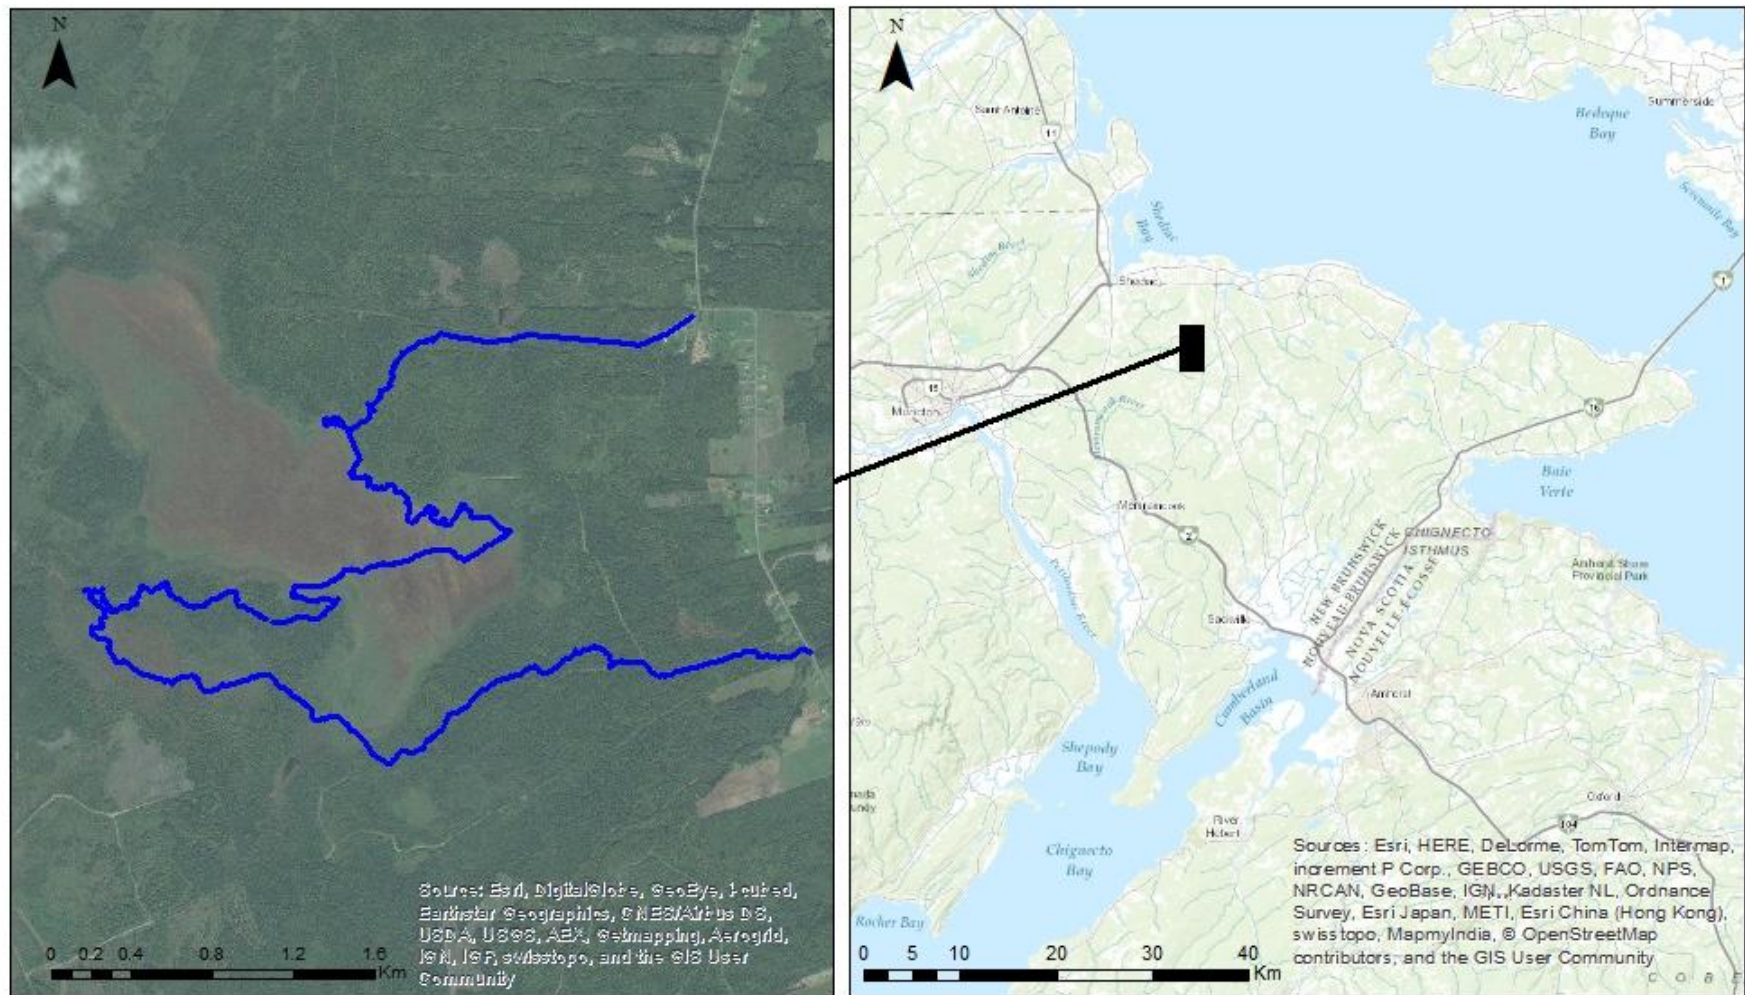 N
Source: Esri, DigitalGlobe, GeoEye, i-cubed,
Earthstar Geographics, CNES/Airbus DS,
USDA, USGS, AEX, Getmapping, Aerogrid,
IGN, IGP, swisstopo, and the GIS User
Community
0 0.2 0.4 0.8 1.2 1.6
Km
N
Saint Antoine
11
Summerside
Bedeque
Bay
Shediac
Bay
Shediac River
Shediac
1
15
Moncton
Memramcook River
16
Baie
Verte
Memramcook
2
CHIGNECTO
ISTHMUS
NEW BRUNSWICK
NOUVEAU-BRUNSWICK
NOVA SCOTIA
NOUVELLE-ÉCOSSE
Amherst Shore
Provincial Park
Petitcodiac River
Sackville
Cumberland
Basin
Amherst
Shepody
Bay
River
Hebert
Oxford
104
Chignecto
Bay
Rocher Bay
Sources: Esri, HERE, DeLorme, TomTom, Intermap,
increment P Corp., GEBCO, USGS, FAO, NPS,
NRCAN, GeoBase, IGN, Kadaster NL, Ordnance
Survey, Esri Japan, METI, Esri China (Hong Kong),
swisstopo, MapmyIndia, © OpenStreetMap
contributors, and the GIS User Community
C O B E
0 5 10 20 30 40
Km